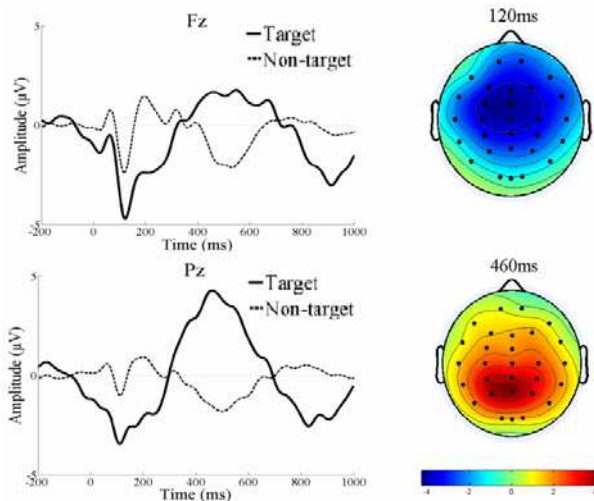 Fz
120ms
5
Target
Non-target
Amplitude (µV)
0
-5
-200 0 200 400 600 800 1000
Time (ms)
Pz
460ms
5
Target
Non-target
Amplitude (µV)
0
-5
-200 0 200 400 600 800 1000
Time (ms)
-4 -2 0 2 4